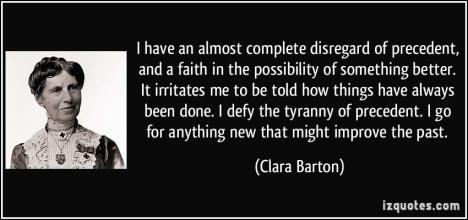 I have an almost complete disregard of precedent,
and a faith in the possibility of something better.
It irritates me to be told how things have always
been done. I defy the tyranny of precedent. I go
for anything new that might improve the past.
(Clara Barton)
izquotes.com